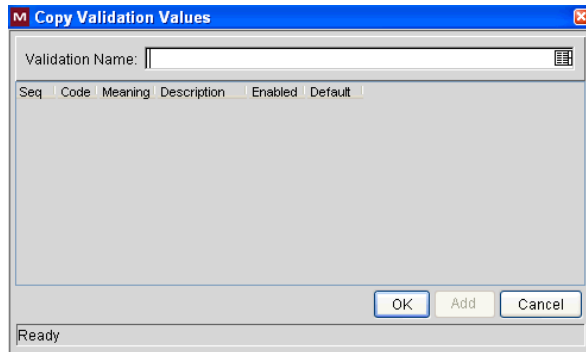 M Copy Validation Values
Validation Name:
Seq Code Meaning Description Enabled Default
OK Add Cancel
Ready